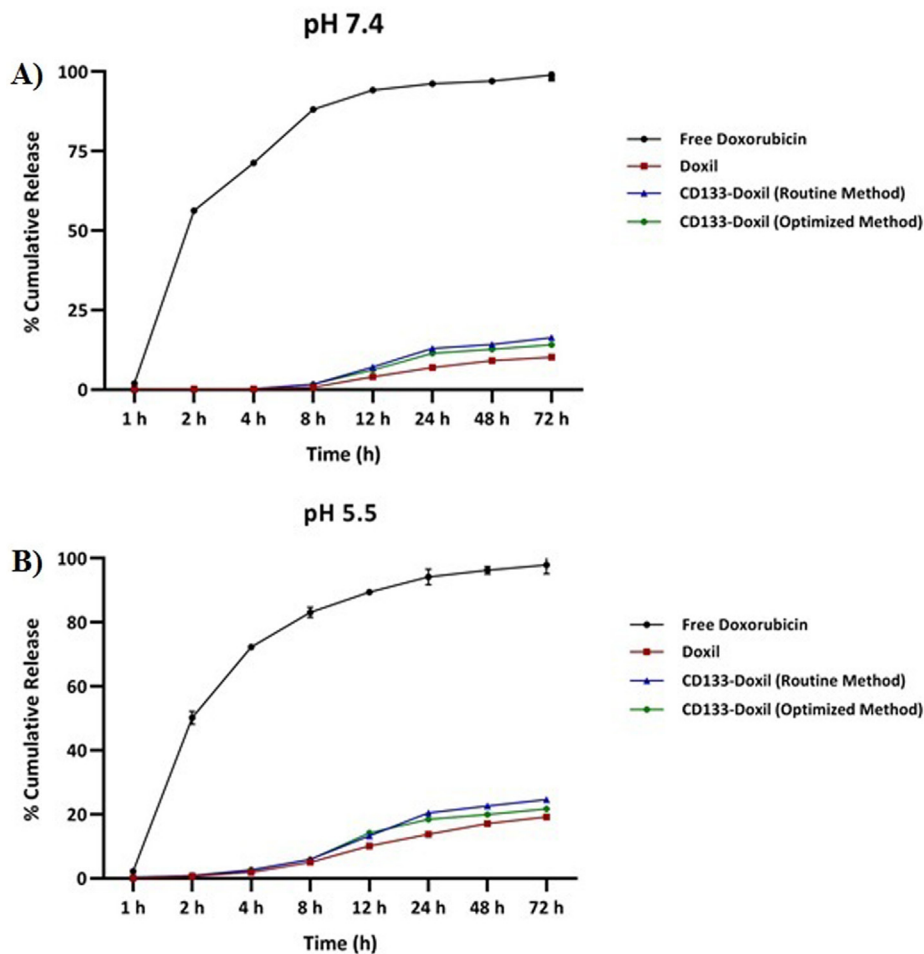 pH 7.4
A)
% Cumulative Release
100
75
50
25
0
1 h 2 h 4 h 8 h 12 h 24 h 48 h 72 h
Time (h)
Free Doxorubicin
Doxil
CD133-Doxil (Routine Method)
CD133-Doxil (Optimized Method)
pH 5.5
B)
% Cumulative Release
100
80
60
40
20
0
1 h 2 h 4 h 8 h 12 h 24 h 48 h 72 h
Time (h)
Free Doxorubicin
Doxil
CD133-Doxil (Routine Method)
CD133-Doxil (Optimized Method)